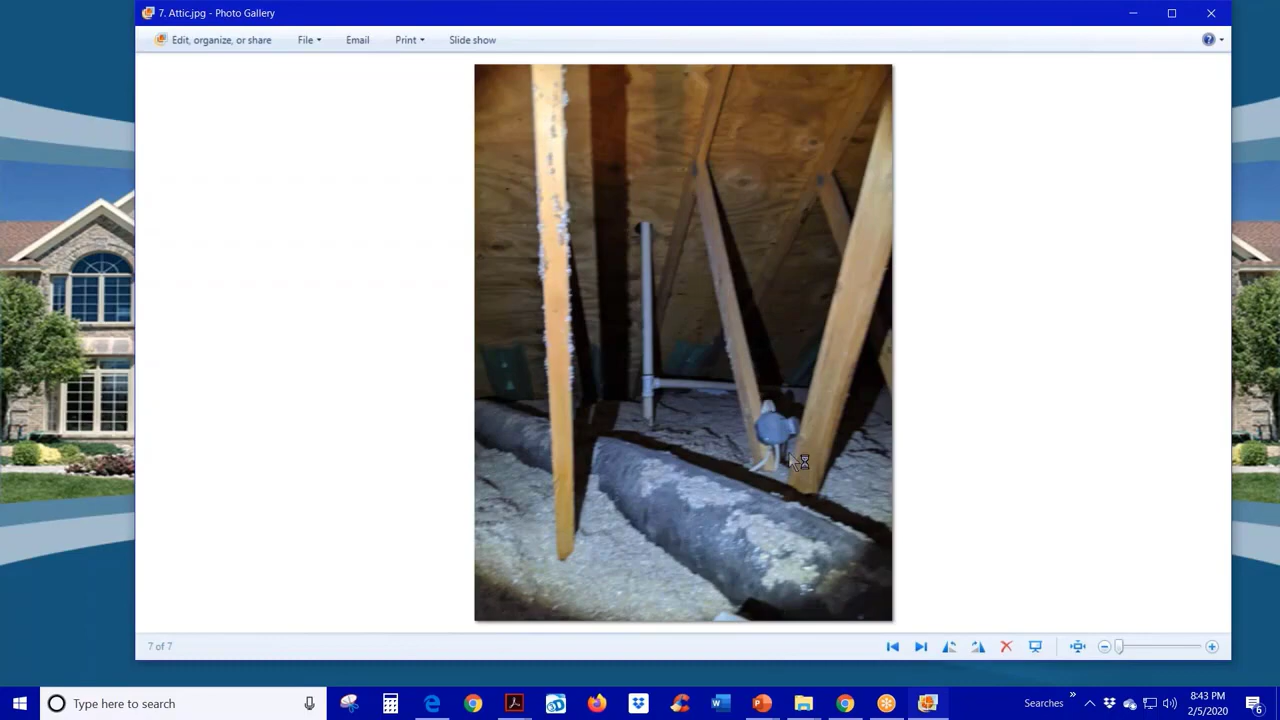 7. Attic.jpg - Photo Gallery
Edit, organize, or share File Email Print Slide show
7 of 7
Type here to search
Searches
8:43 PM
2/5/2020
6